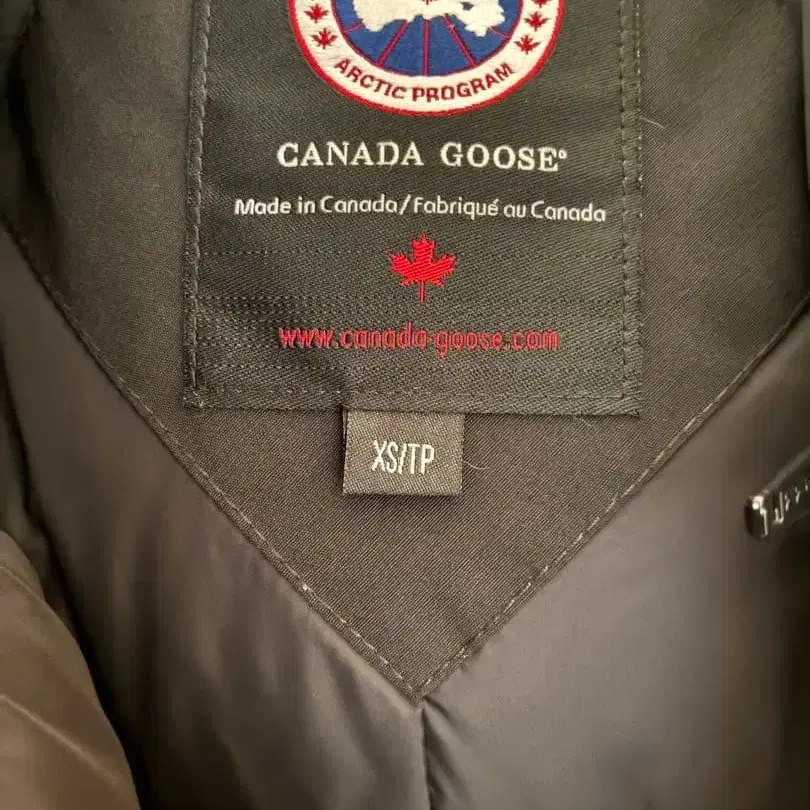 ARCTIC PROGRAM
CANADA GOOSE®
Made in Canada/Fabriqué au Canada
www.canada-goose.com
XS/TP